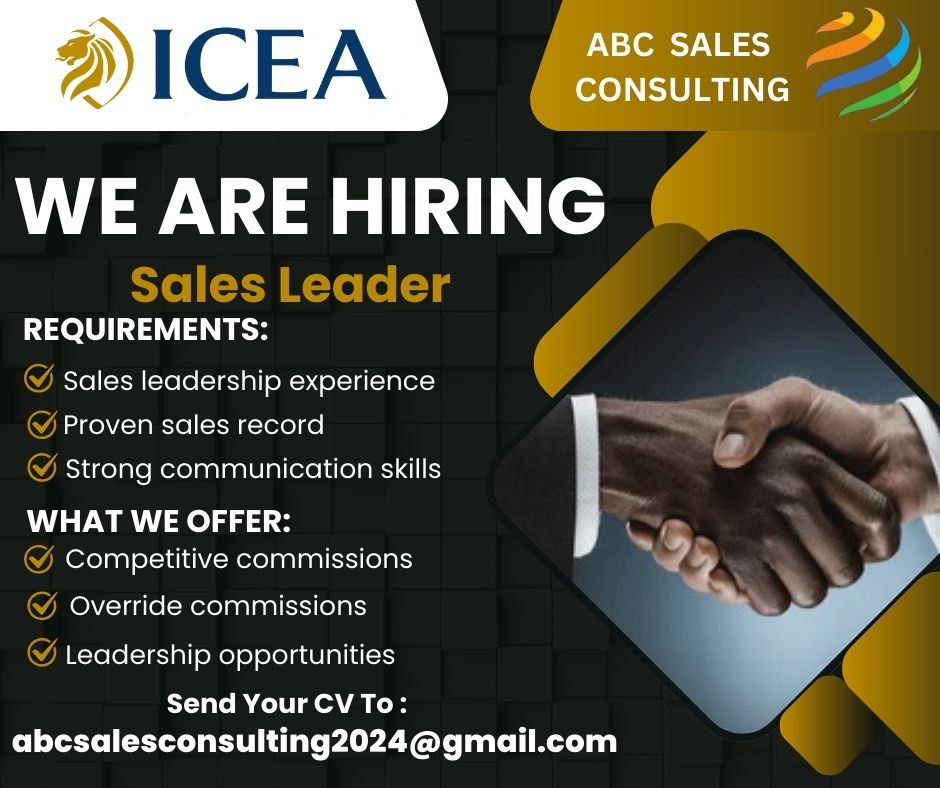 ICEA
ABC SALES
CONSULTING
WE ARE HIRING
Sales Leader
REQUIREMENTS:
Sales leadership experience
Proven sales record
Strong communication skills
WHAT WE OFFER:
Competitive commissions
Override commissions
Leadership opportunities
Send Your CV To :
abcsalesconsulting2024@gmail.com